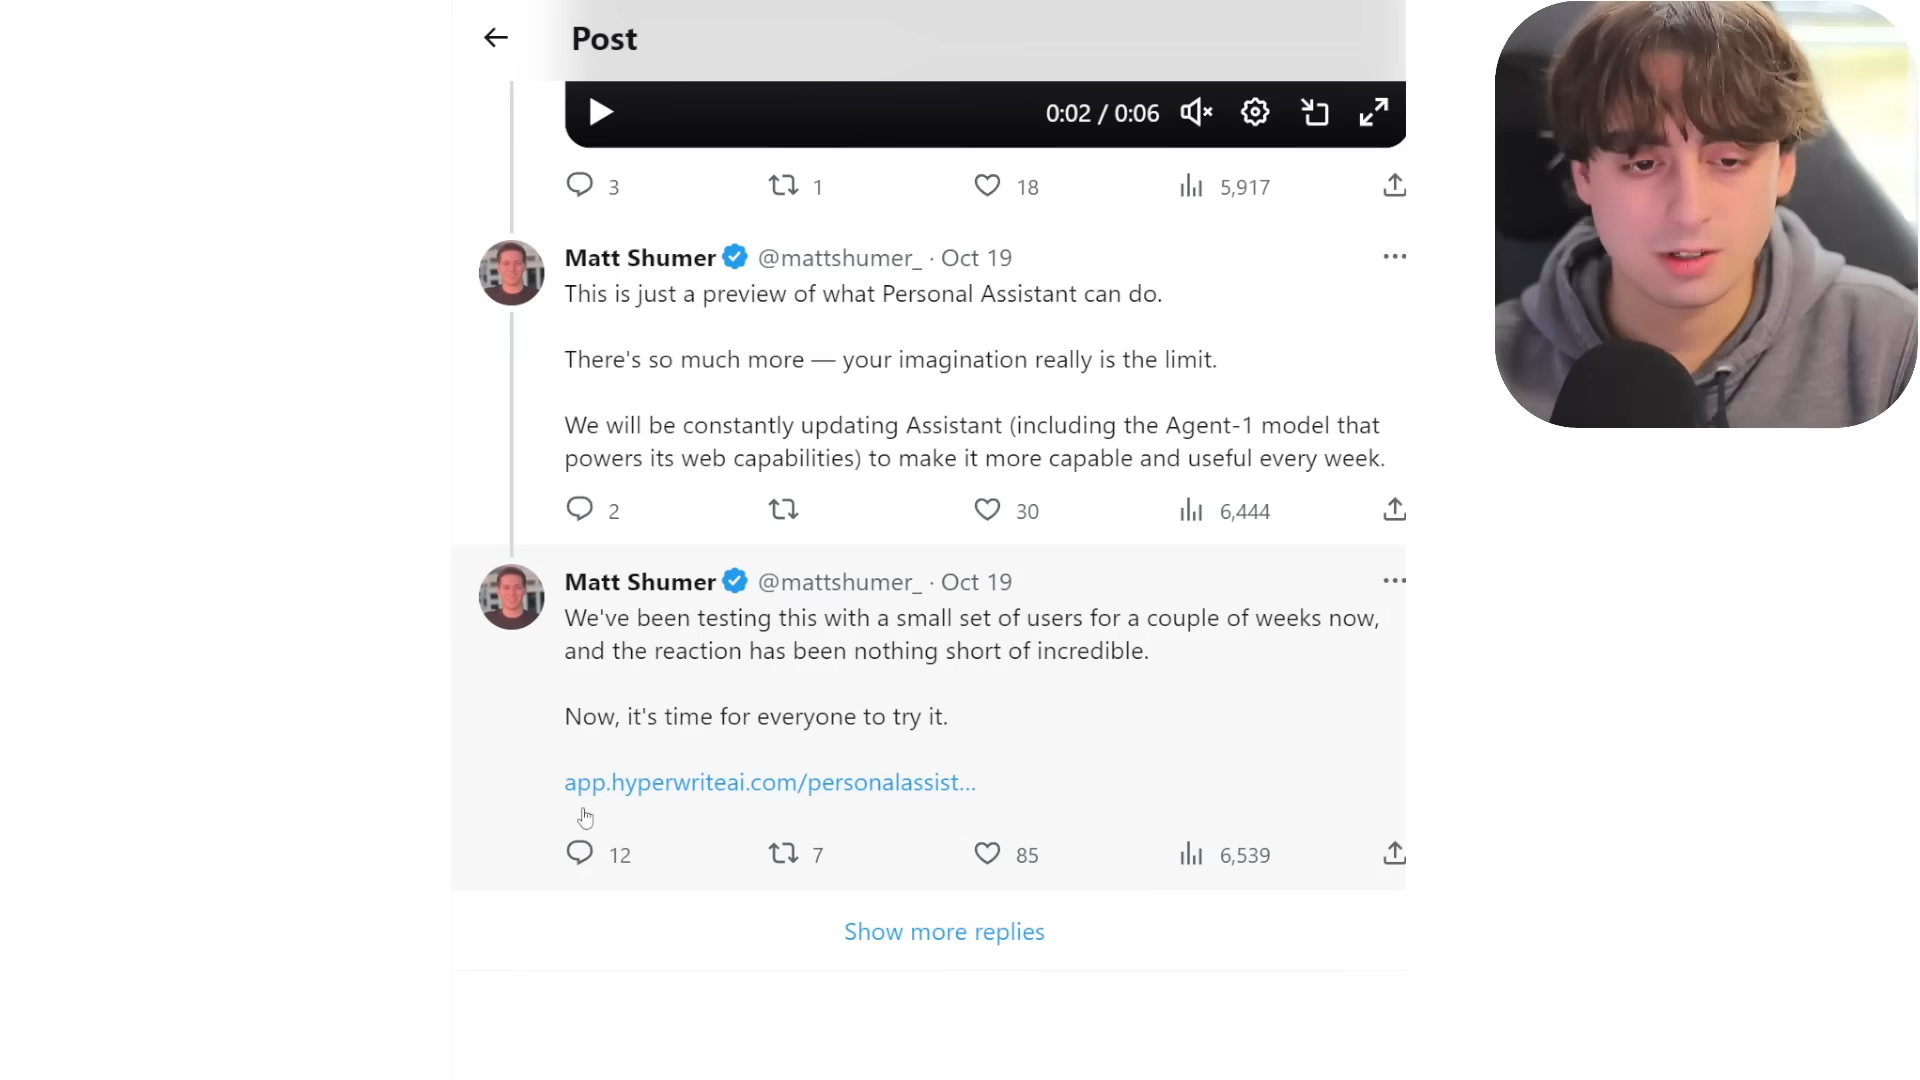 Post
0:02 / 0:06
3 1 18 5,917
Matt Shumer @mattshumer_ · Oct 19
This is just a preview of what Personal Assistant can do.
There's so much more — your imagination really is the limit.
We will be constantly updating Assistant (including the Agent-1 model that
powers its web capabilities) to make it more capable and useful every week.
2 30 6,444
Matt Shumer @mattshumer_ · Oct 19
We've been testing this with a small set of users for a couple of weeks now,
and the reaction has been nothing short of incredible.
Now, it's time for everyone to try it.
app.hyperwriteai.com/personalassist...
12 7 85 6,539
Show more replies